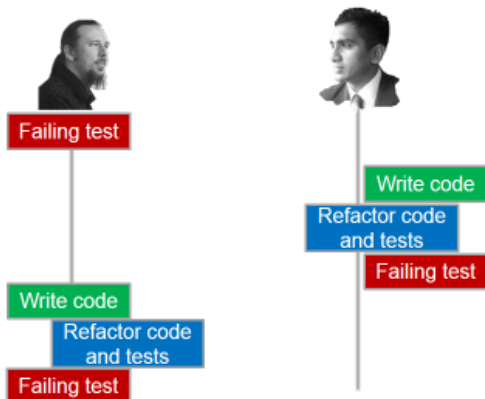 Failing test
Write code
Refactor code
and tests
Failing test
Write code
Refactor code
and tests
Failing test